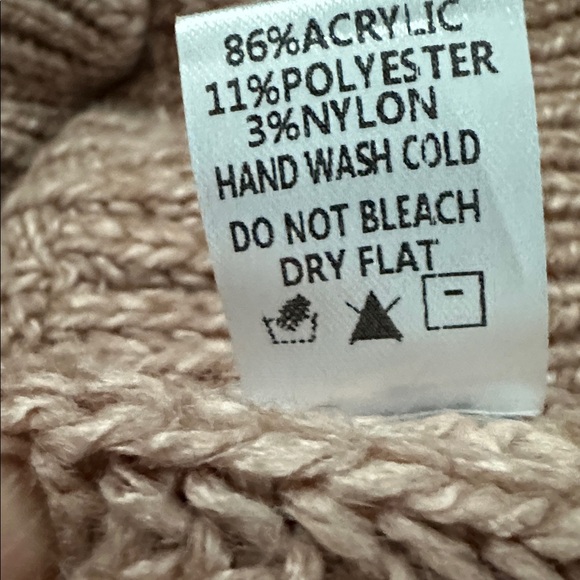 86%ACRYLIC
11%POLYESTER
3%NYLON
HAND WASH COLD
DO NOT BLEACH
DRY FLAT